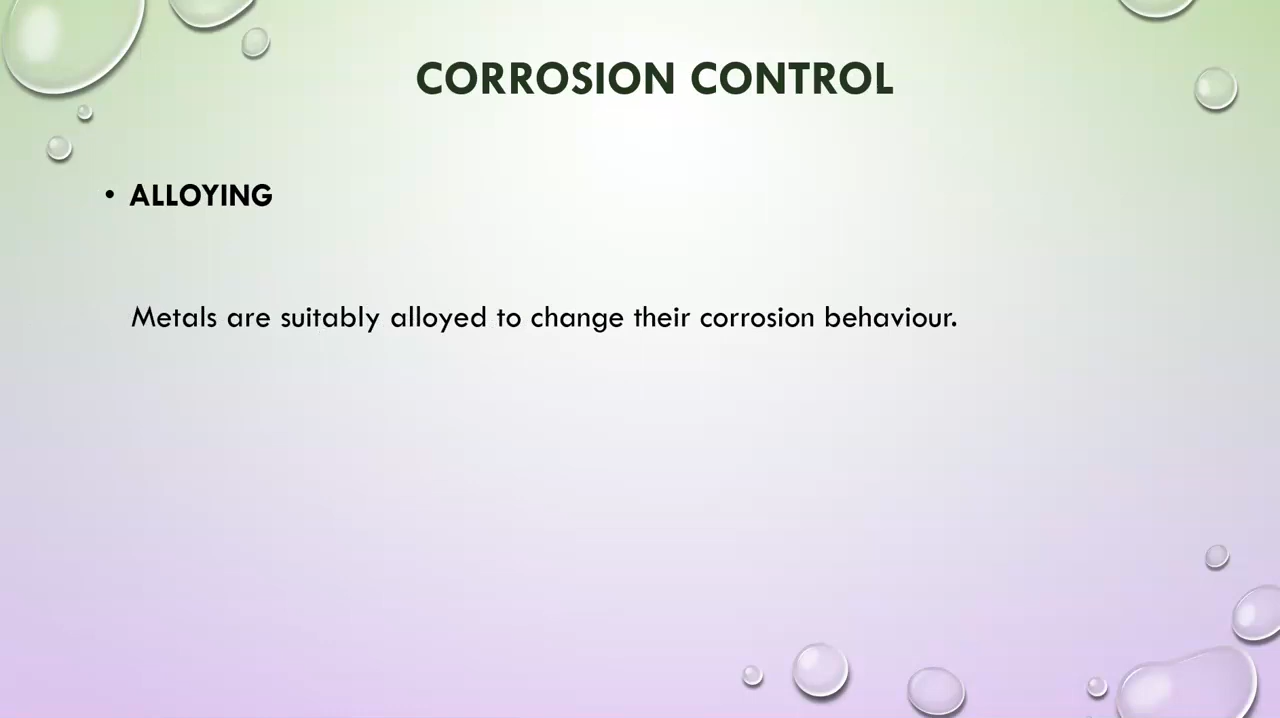 CORROSION CONTROL
• ALLOYING
Metals are suitably alloyed to change their corrosion behaviour.